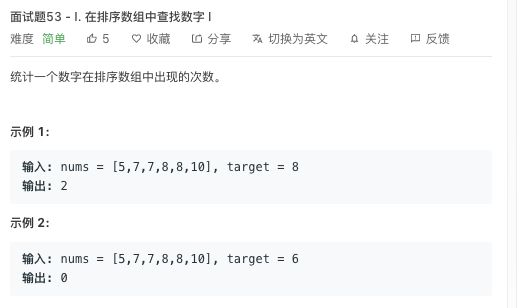 面试题53 - I. 在排序数组中查找数字 I
难度 简单 5 收藏 分享 切换为英文 关注 反馈
统计一个数字在排序数组中出现的次数。
示例 1:
输入: nums = [5,7,7,8,8,10], target = 8
输出: 2
示例 2:
输入: nums = [5,7,7,8,8,10], target = 6
输出: 0